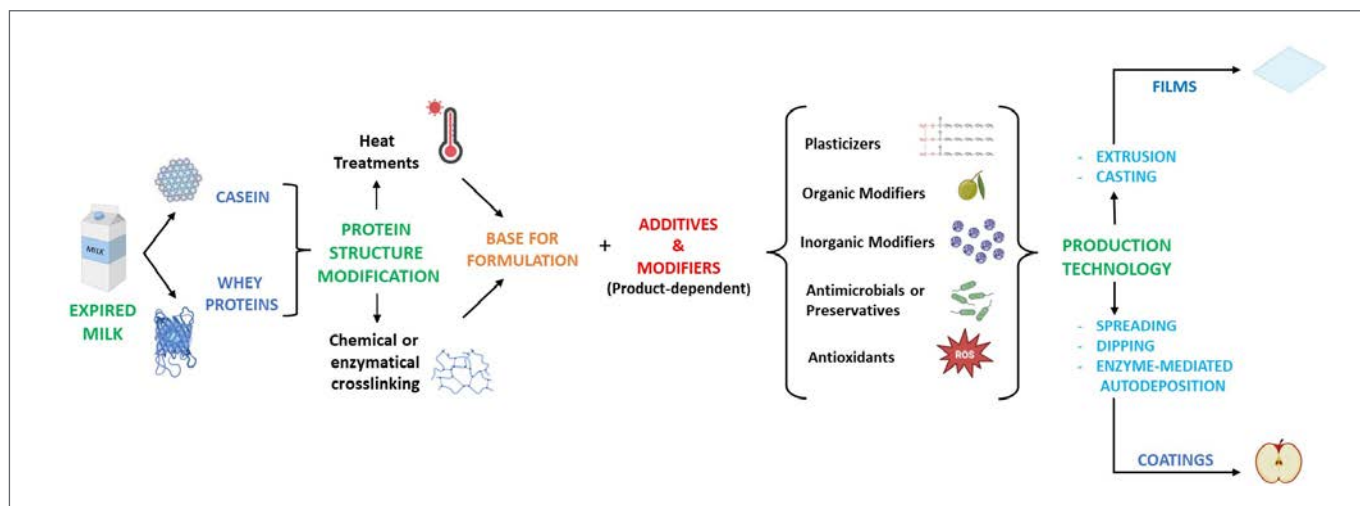 MILK
EXPIRED
MILK
CASEIN
WHEY
PROTEINS
Heat
Treatments
PROTEIN
STRUCTURE
MODIFICATION
Chemical or
enzymatical
crosslinking
BASE FOR
FORMULATION
+
ADDITIVES
&
MODIFIERS
(Product-dependent)
Plasticizers
Organic Modifiers
Inorganic Modifiers
Antimicrobials or
Preservatives
Antioxidants
ROS
FILMS
- EXTRUSION
- CASTING
PRODUCTION
TECHNOLOGY
- SPREADING
- DIPPING
- ENZYME-MEDIATED
AUTODEPOSITION
COATINGS